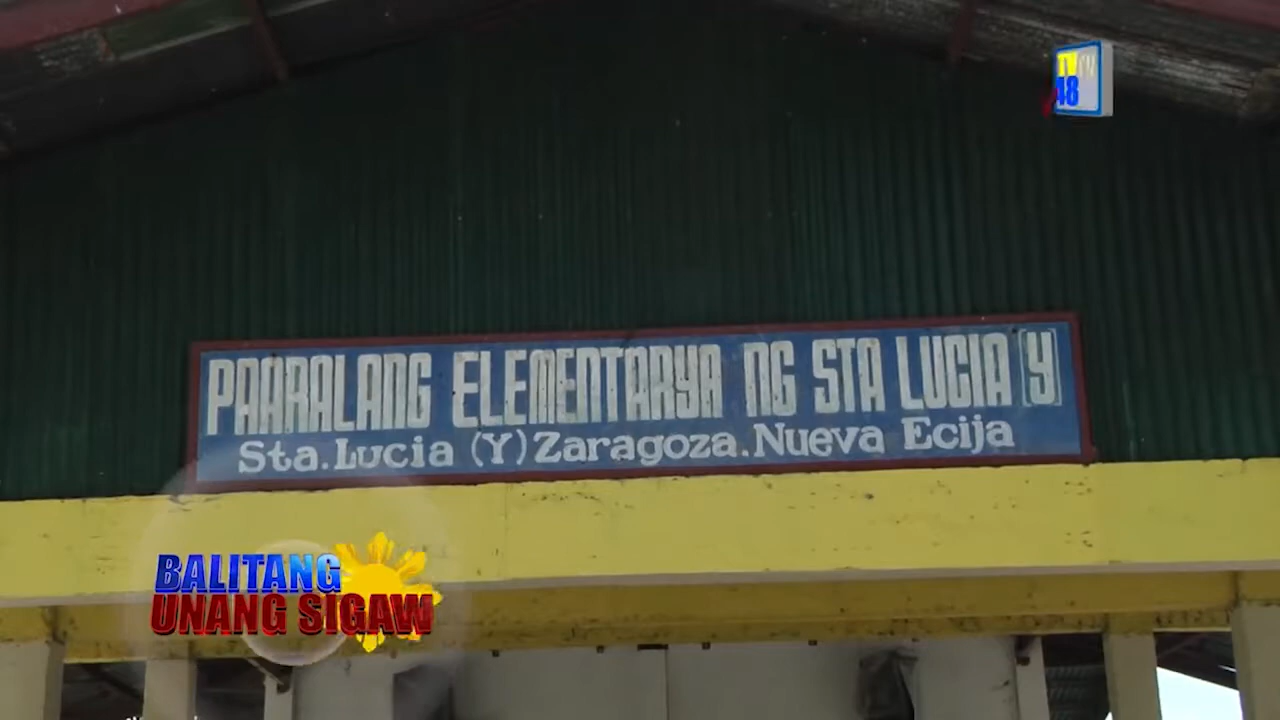 TV
48
PAARALANG ELEMENTARYA NG STA LUCIA [Y]
Sta. Lucia (Y) Zaragoza. Nueva Ecija
BALITANG
UNANG SIGAW